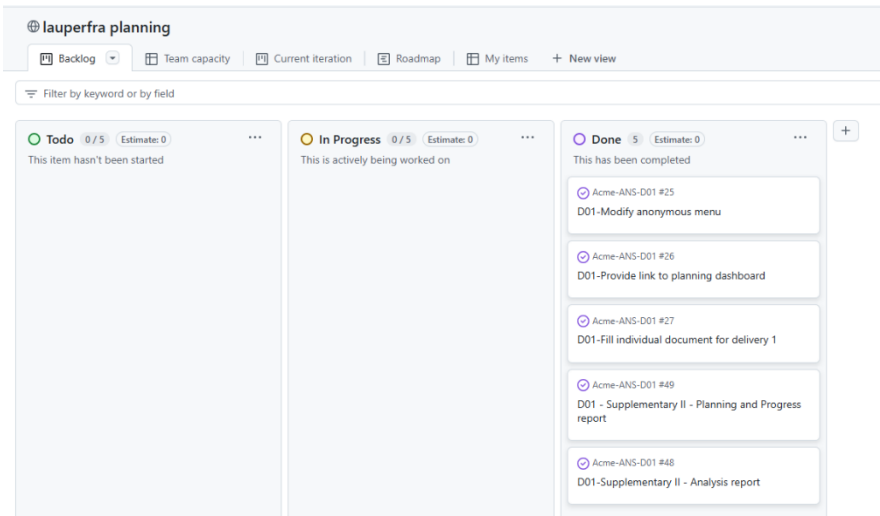 lauperfra planning
Backlog Team capacity Current iteration Roadmap My items + New view
Filter by keyword or by field
Todo 0 / 5 Estimate: 0 ...
This item hasn't been started
In Progress 0 / 5 Estimate: 0 ...
This is actively being worked on
Done 5 Estimate: 0 ...
This has been completed
Acme-ANS-D01 #25
D01-Modify anonymous menu
Acme-ANS-D01 #26
D01-Provide link to planning dashboard
Acme-ANS-D01 #27
D01-Fill individual document for delivery 1
Acme-ANS-D01 #49
D01 - Supplementary II - Planning and Progress
report
Acme-ANS-D01 #48
D01-Supplementary II - Analysis report
+